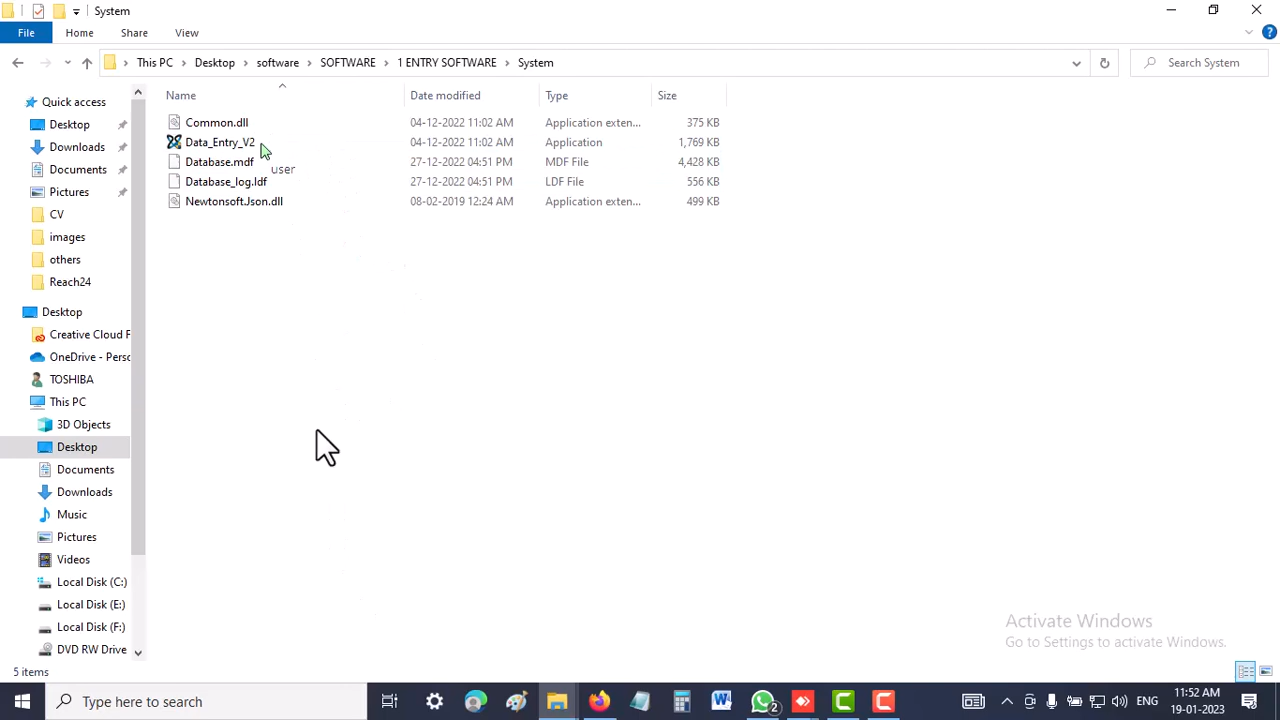 System
File Home Share View
This PC Desktop software SOFTWARE 1 ENTRY SOFTWARE System Search System
Name Date modified Type Size
Common.dll 04-12-2022 11:02 AM Application exten... 375 KB
Data_Entry_V2 04-12-2022 11:02 AM Application 1,769 KB
Database.mdf 27-12-2022 04:51 PM MDF File 4,428 KB
user
Database_log.ldf 27-12-2022 04:51 PM LDF File 556 KB
Newtonsoft.Json.dll 08-02-2019 12:24 AM Application exten... 499 KB
Quick access
Desktop
Downloads
Documents
Pictures
CV
images
others
Reach24
Desktop
Creative Cloud F
OneDrive - Perso
TOSHIBA
This PC
3D Objects
Desktop
Documents
Downloads
Music
Pictures
Videos
Local Disk (C:)
Local Disk (E:)
Local Disk (F:)
DVD RW Drive
Activate Windows
Go to Settings to activate Windows.
5 items
Type here to search
2
ENG
11:52 AM
19-01-2023